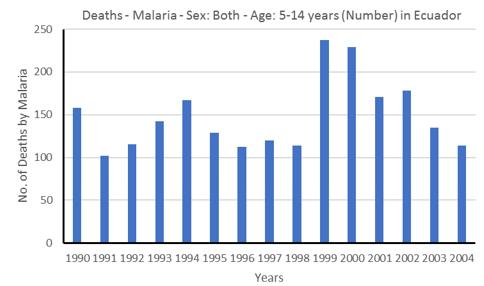 Deaths - Malaria - Sex: Both - Age: 5-14 years (Number) in Ecuador
250
200
150
100
50
0
No. of Deaths by Malaria
1990 1991 1992 1993 1994 1995 1996 1997 1998 1999 2000 2001 2002 2003 2004
Years